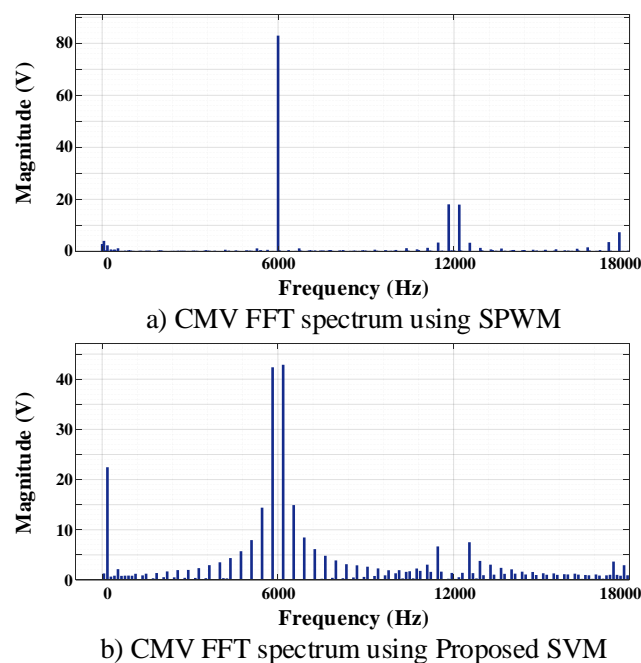 80
60
40
20
0
Magnitude (V)
0 6000 12000 18000
Frequency (Hz)
a) CMV FFT spectrum using SPWM
40
30
20
10
0
Magnitude (V)
0 6000 12000 18000
Frequency (Hz)
b) CMV FFT spectrum using Proposed SVM